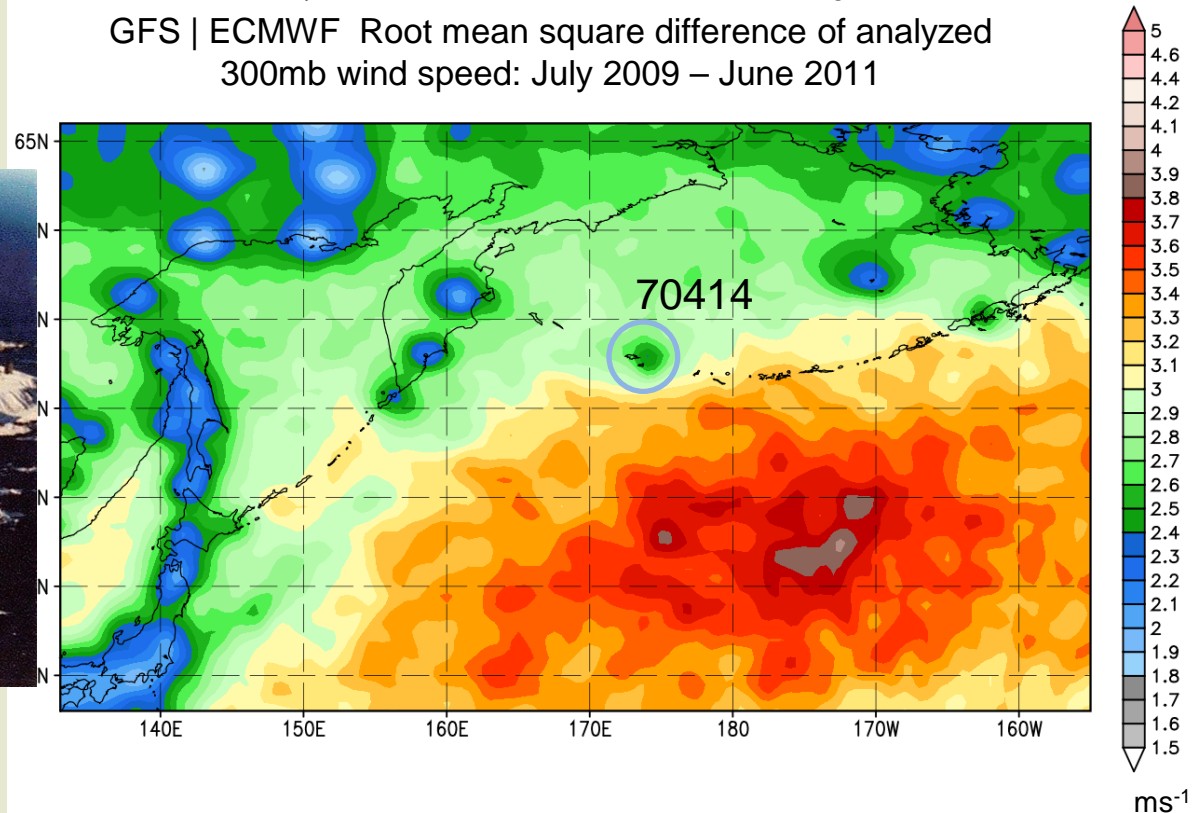 GFS | ECMWF Root mean square difference of analyzed
300mb wind speed: July 2009 – June 2011
65N
N
N
N
N
N
N
70414
140E 150E 160E 170E 180 170W 160W
5
4.6
4.4
4.2
4.1
4
3.9
3.8
3.7
3.6
3.5
3.4
3.3
3.2
3.1
3
2.9
2.8
2.7
2.6
2.5
2.4
2.3
2.2
2.1
2
1.9
1.8
1.7
1.6
1.5
ms-1